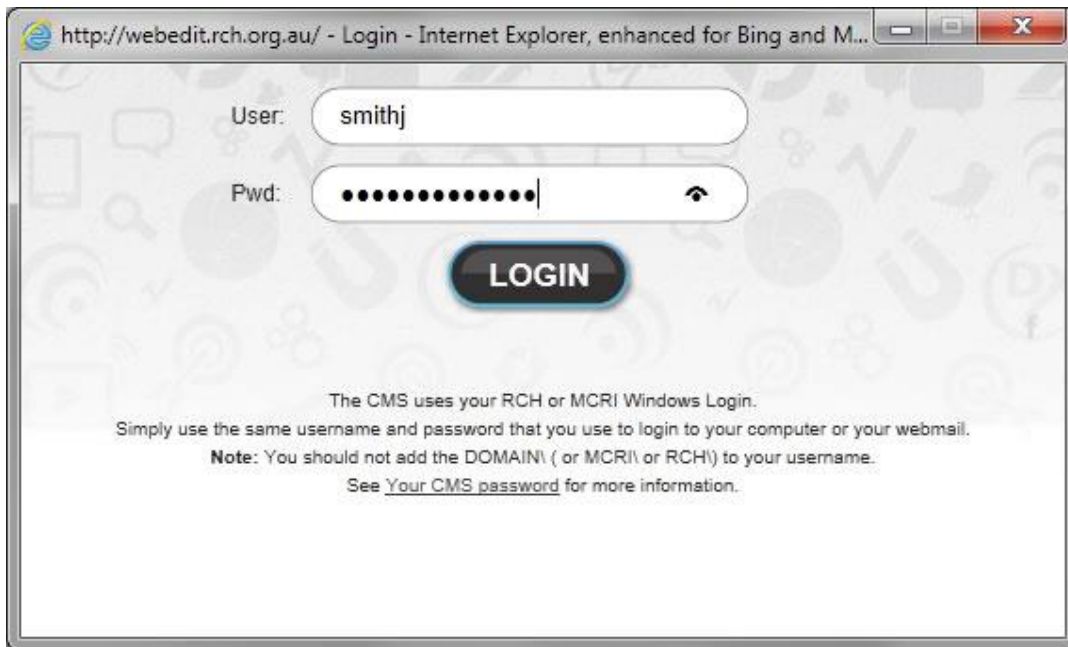 http://webedit.rch.org.au/ - Login - Internet Explorer, enhanced for Bing and M...
User: smithj
Pwd: •••••••••••••
LOGIN
The CMS uses your RCH or MCRI Windows Login.
Simply use the same username and password that you use to login to your computer or your webmail.
Note: You should not add the DOMAIN\ ( or MCRI\ or RCH\) to your username.
See Your CMS password for more information.